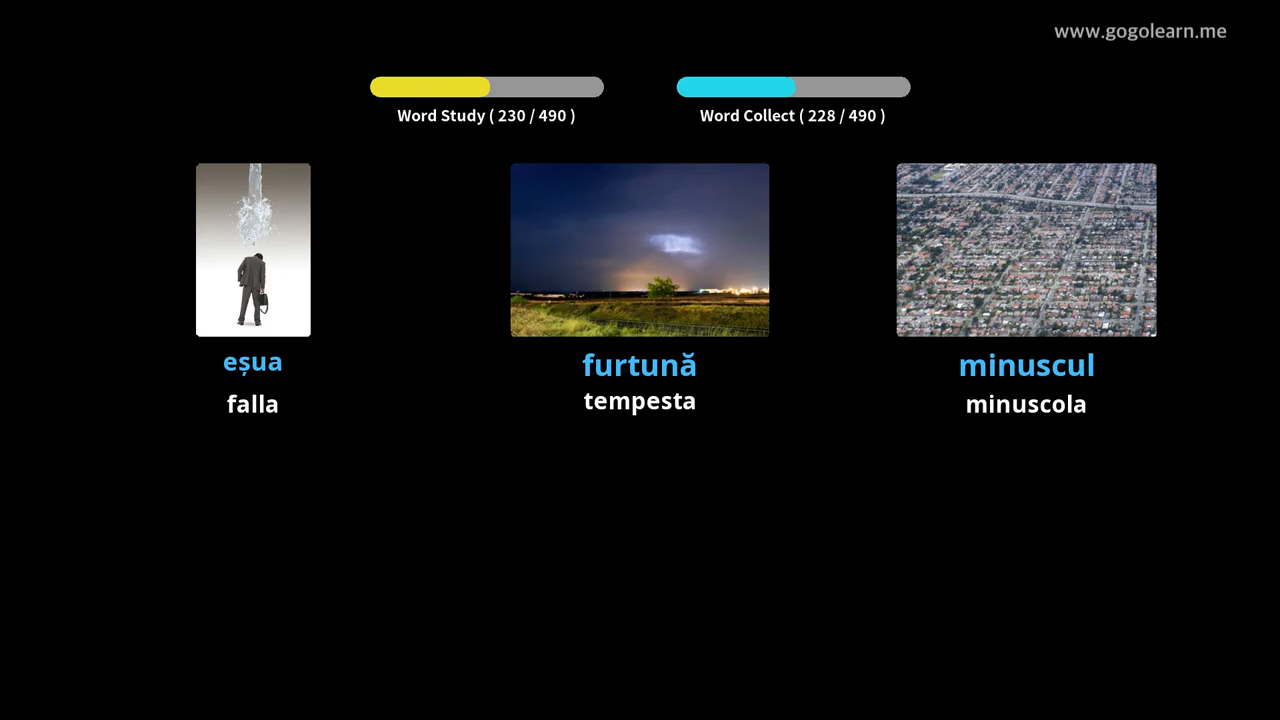 www.gogolearn.me
Word Study ( 230 / 490 )
Word Collect ( 228 / 490 )
eșua
falla
furtună
tempesta
minuscul
minuscola